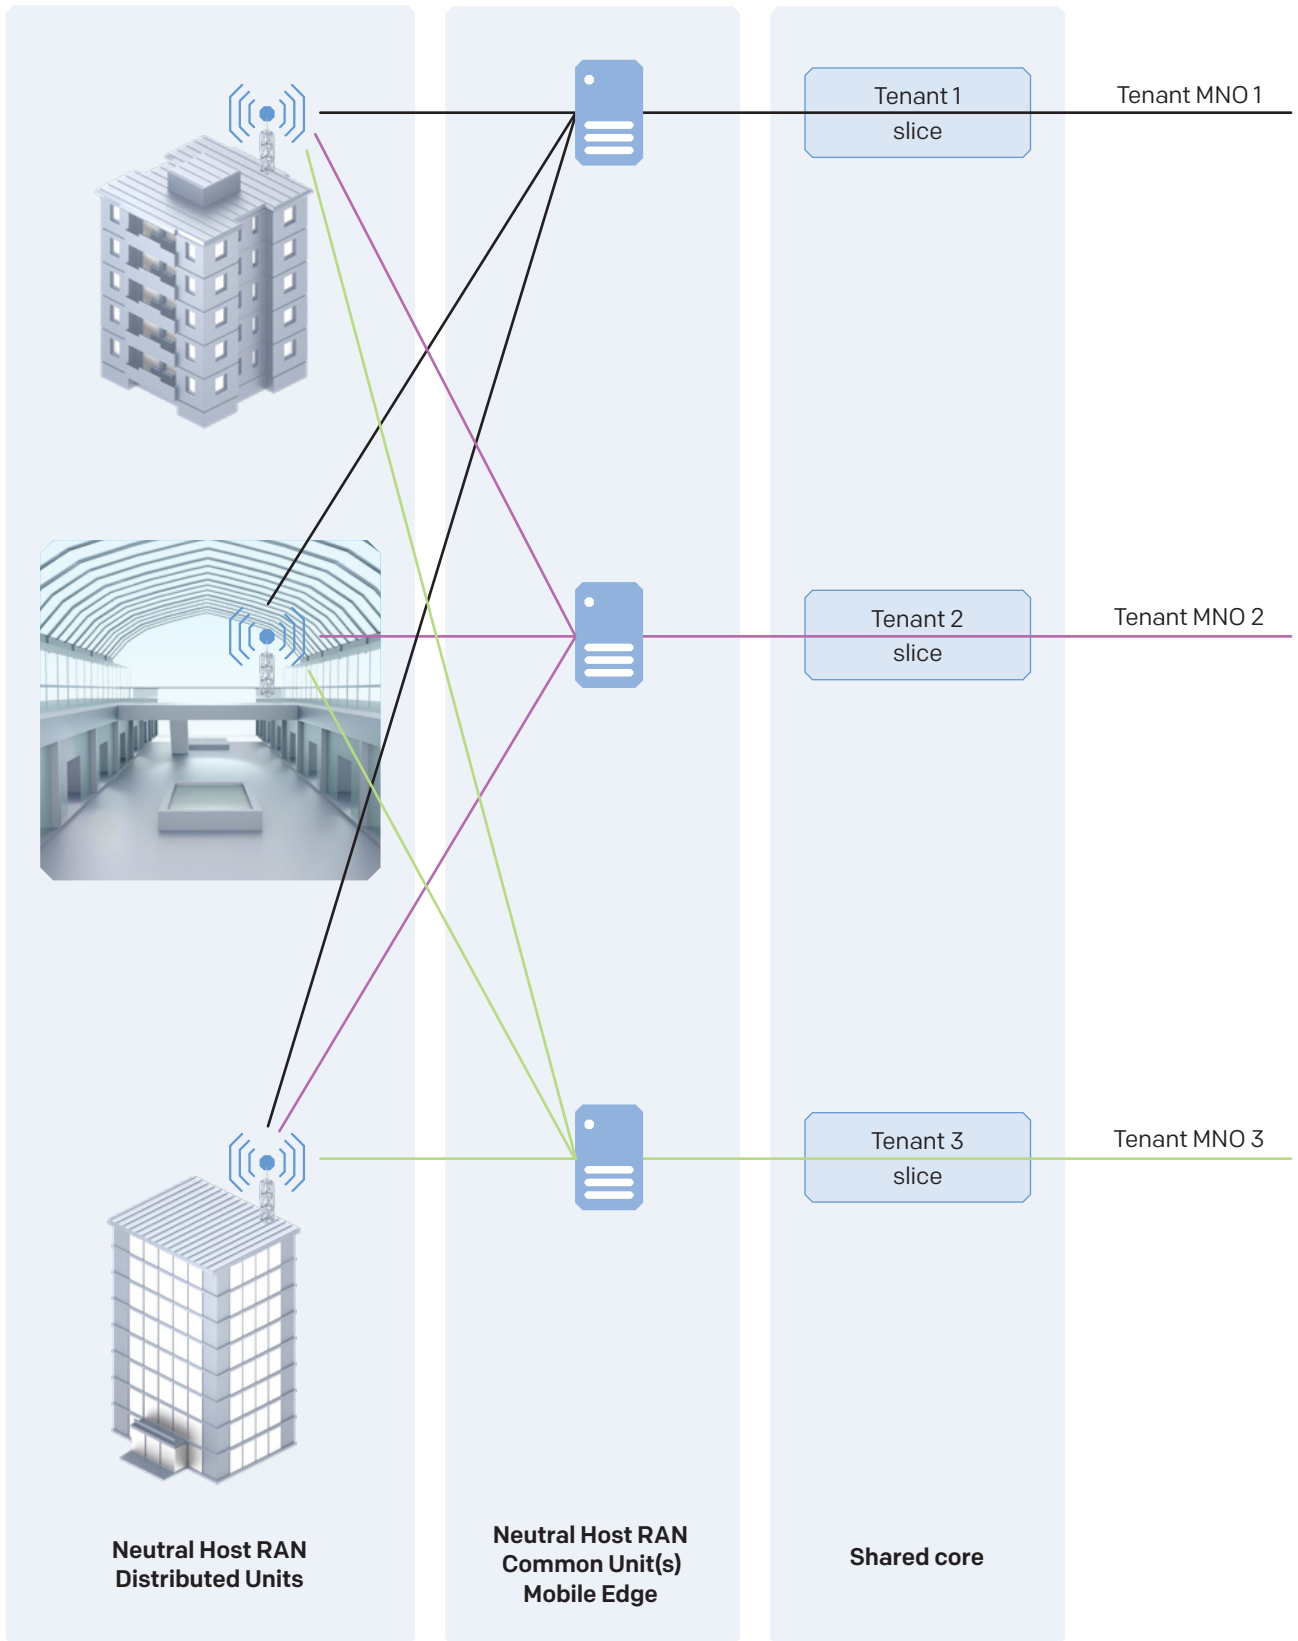 Tenant 1
slice
Tenant MNO 1
Tenant 2
slice
Tenant MNO 2
Tenant 3
slice
Tenant MNO 3
Neutral Host RAN
Distributed Units
Neutral Host RAN
Common Unit(s)
Mobile Edge
Shared core